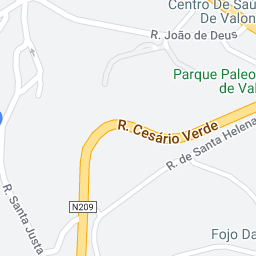 Centro De Saú
De Valon
R. João de Deus
Parque Paleo
de Val
R. Cesário Verde
R. de Santa Helena
R. Santa Justa
N209
Fojo Da